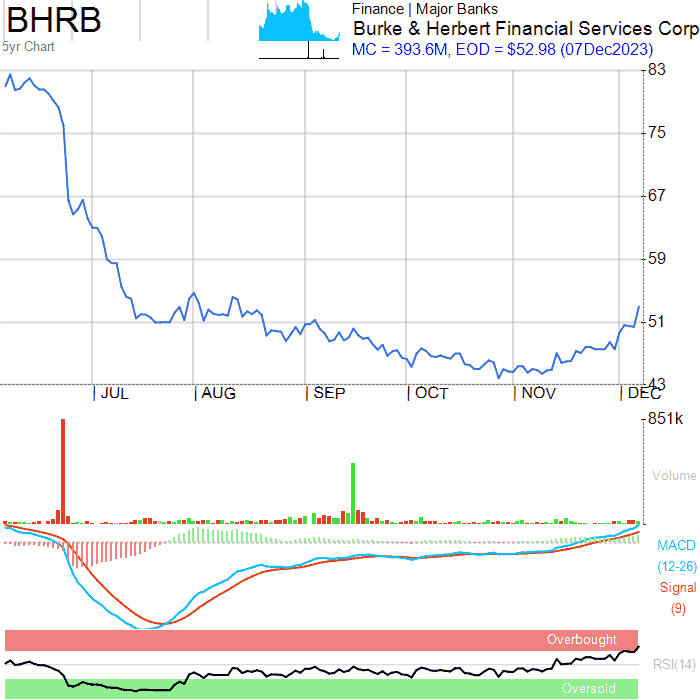 BHRB
5yr Chart
Finance | Major Banks
Burke & Herbert Financial Services Corp
MC = 393.6M, EOD = $52.98 (07Dec2023)
83
75
67
59
51
43
JUL
AUG
SEP
OCT
NOV
DEC
851k
Volume
MACD
(12-26)
Signal
(9)
Overbought
RSI(14)
Oversold